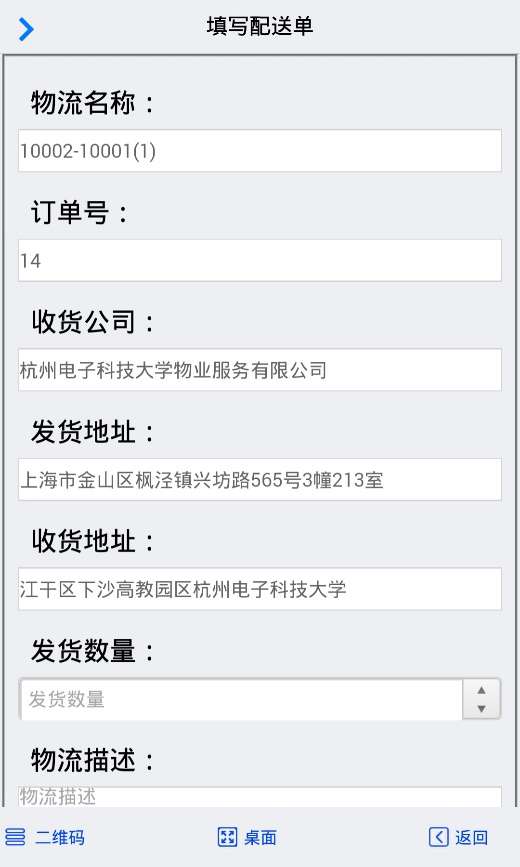 填写配送单
物流名称：
10002-10001(1)
订单号：
14
收货公司：
杭州电子科技大学物业服务有限公司
发货地址：
上海市金山区枫泾镇兴坊路565号3幢213室
收货地址：
江干区下沙高教园区杭州电子科技大学
发货数量：
发货数量
物流描述：
物流描述
二维码 桌面 返回